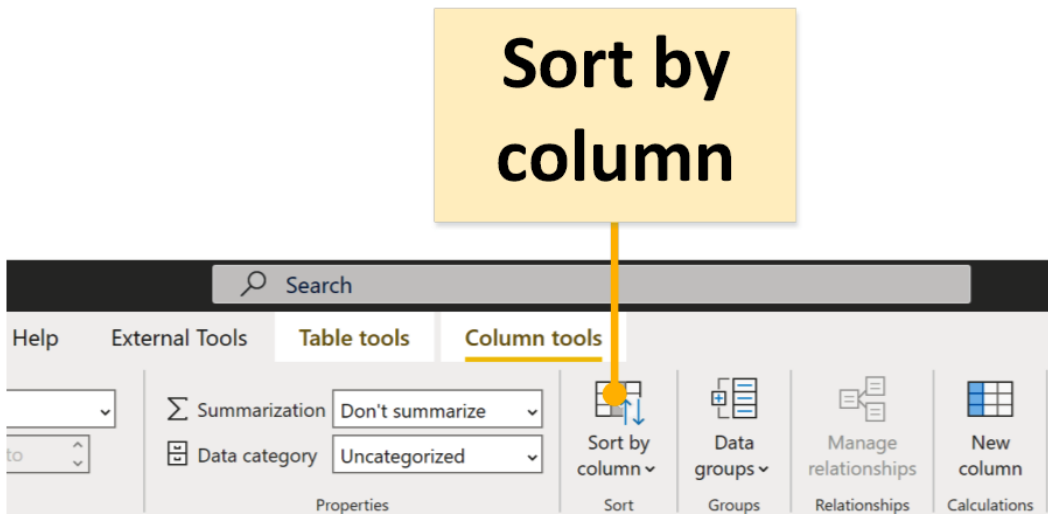 Sort by
column
Search
Help External Tools Table tools Column tools
Summarization Don't summarize
to
Data category Uncategorized
Sort by
column
Data
groups
Manage
relationships
New
column
Properties Sort Groups Relationships Calculations